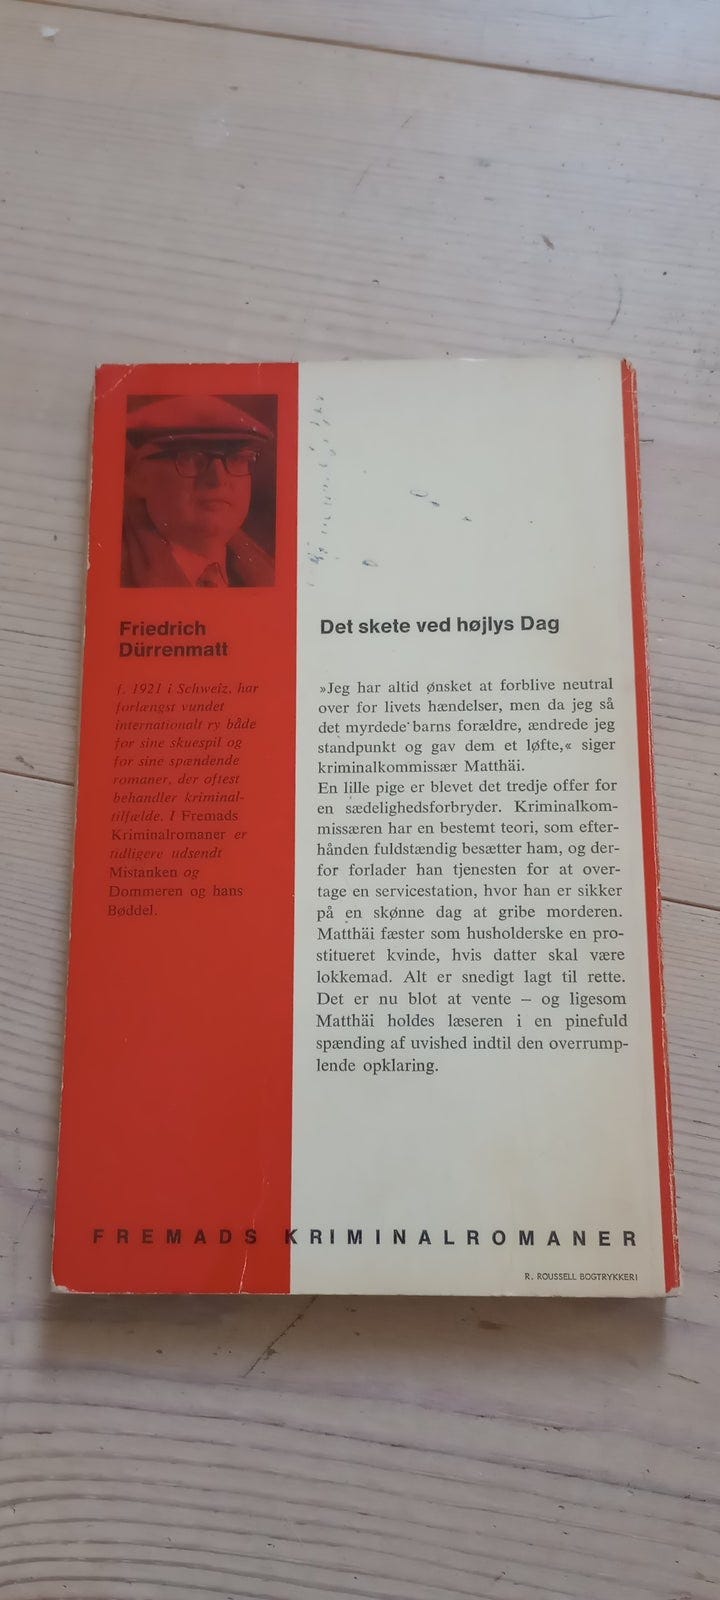 Friedrich
Dürrenmatt
f. 1921 i Schweiz, har
forlængst vundet
internationalt ry både
for sine skuespil og
for sine spændende
romaner, der oftest
behandler kriminal-
tilfælde. I Fremads
Kriminalromaner er
tidligere udsendt
Mistanken og
Dommeren og hans
Bøddel.
Det skete ved højlys Dag
»Jeg har altid ønsket at forblive neutral
over for livets hændelser, men da jeg så
det myrdede barns forældre, ændrede jeg
standpunkt og gav dem et løfte,« siger
kriminalkommissær Matthäi.
En lille pige er blevet det tredje offer for
en sædelighedsforbryder. Kriminalkom-
missæren har en bestemt teori, som efter-
hånden fuldstændig besætter ham, og der-
for forlader han tjenesten for at over-
tage en servicestation, hvor han er sikker
på en skønne dag at gribe morderen.
Matthäi fæster som husholderske en pro-
stitueret kvinde, hvis datter skal være
lokkemad. Alt er snedigt lagt til rette.
Det er nu blot at vente – og ligesom
Matthäi holdes læseren i en pinefuld
spænding af uvished indtil den overrump-
lende opklaring.
FREMADS KRIMINALROMANER
R. ROUSSELL BOGTRYKKERI